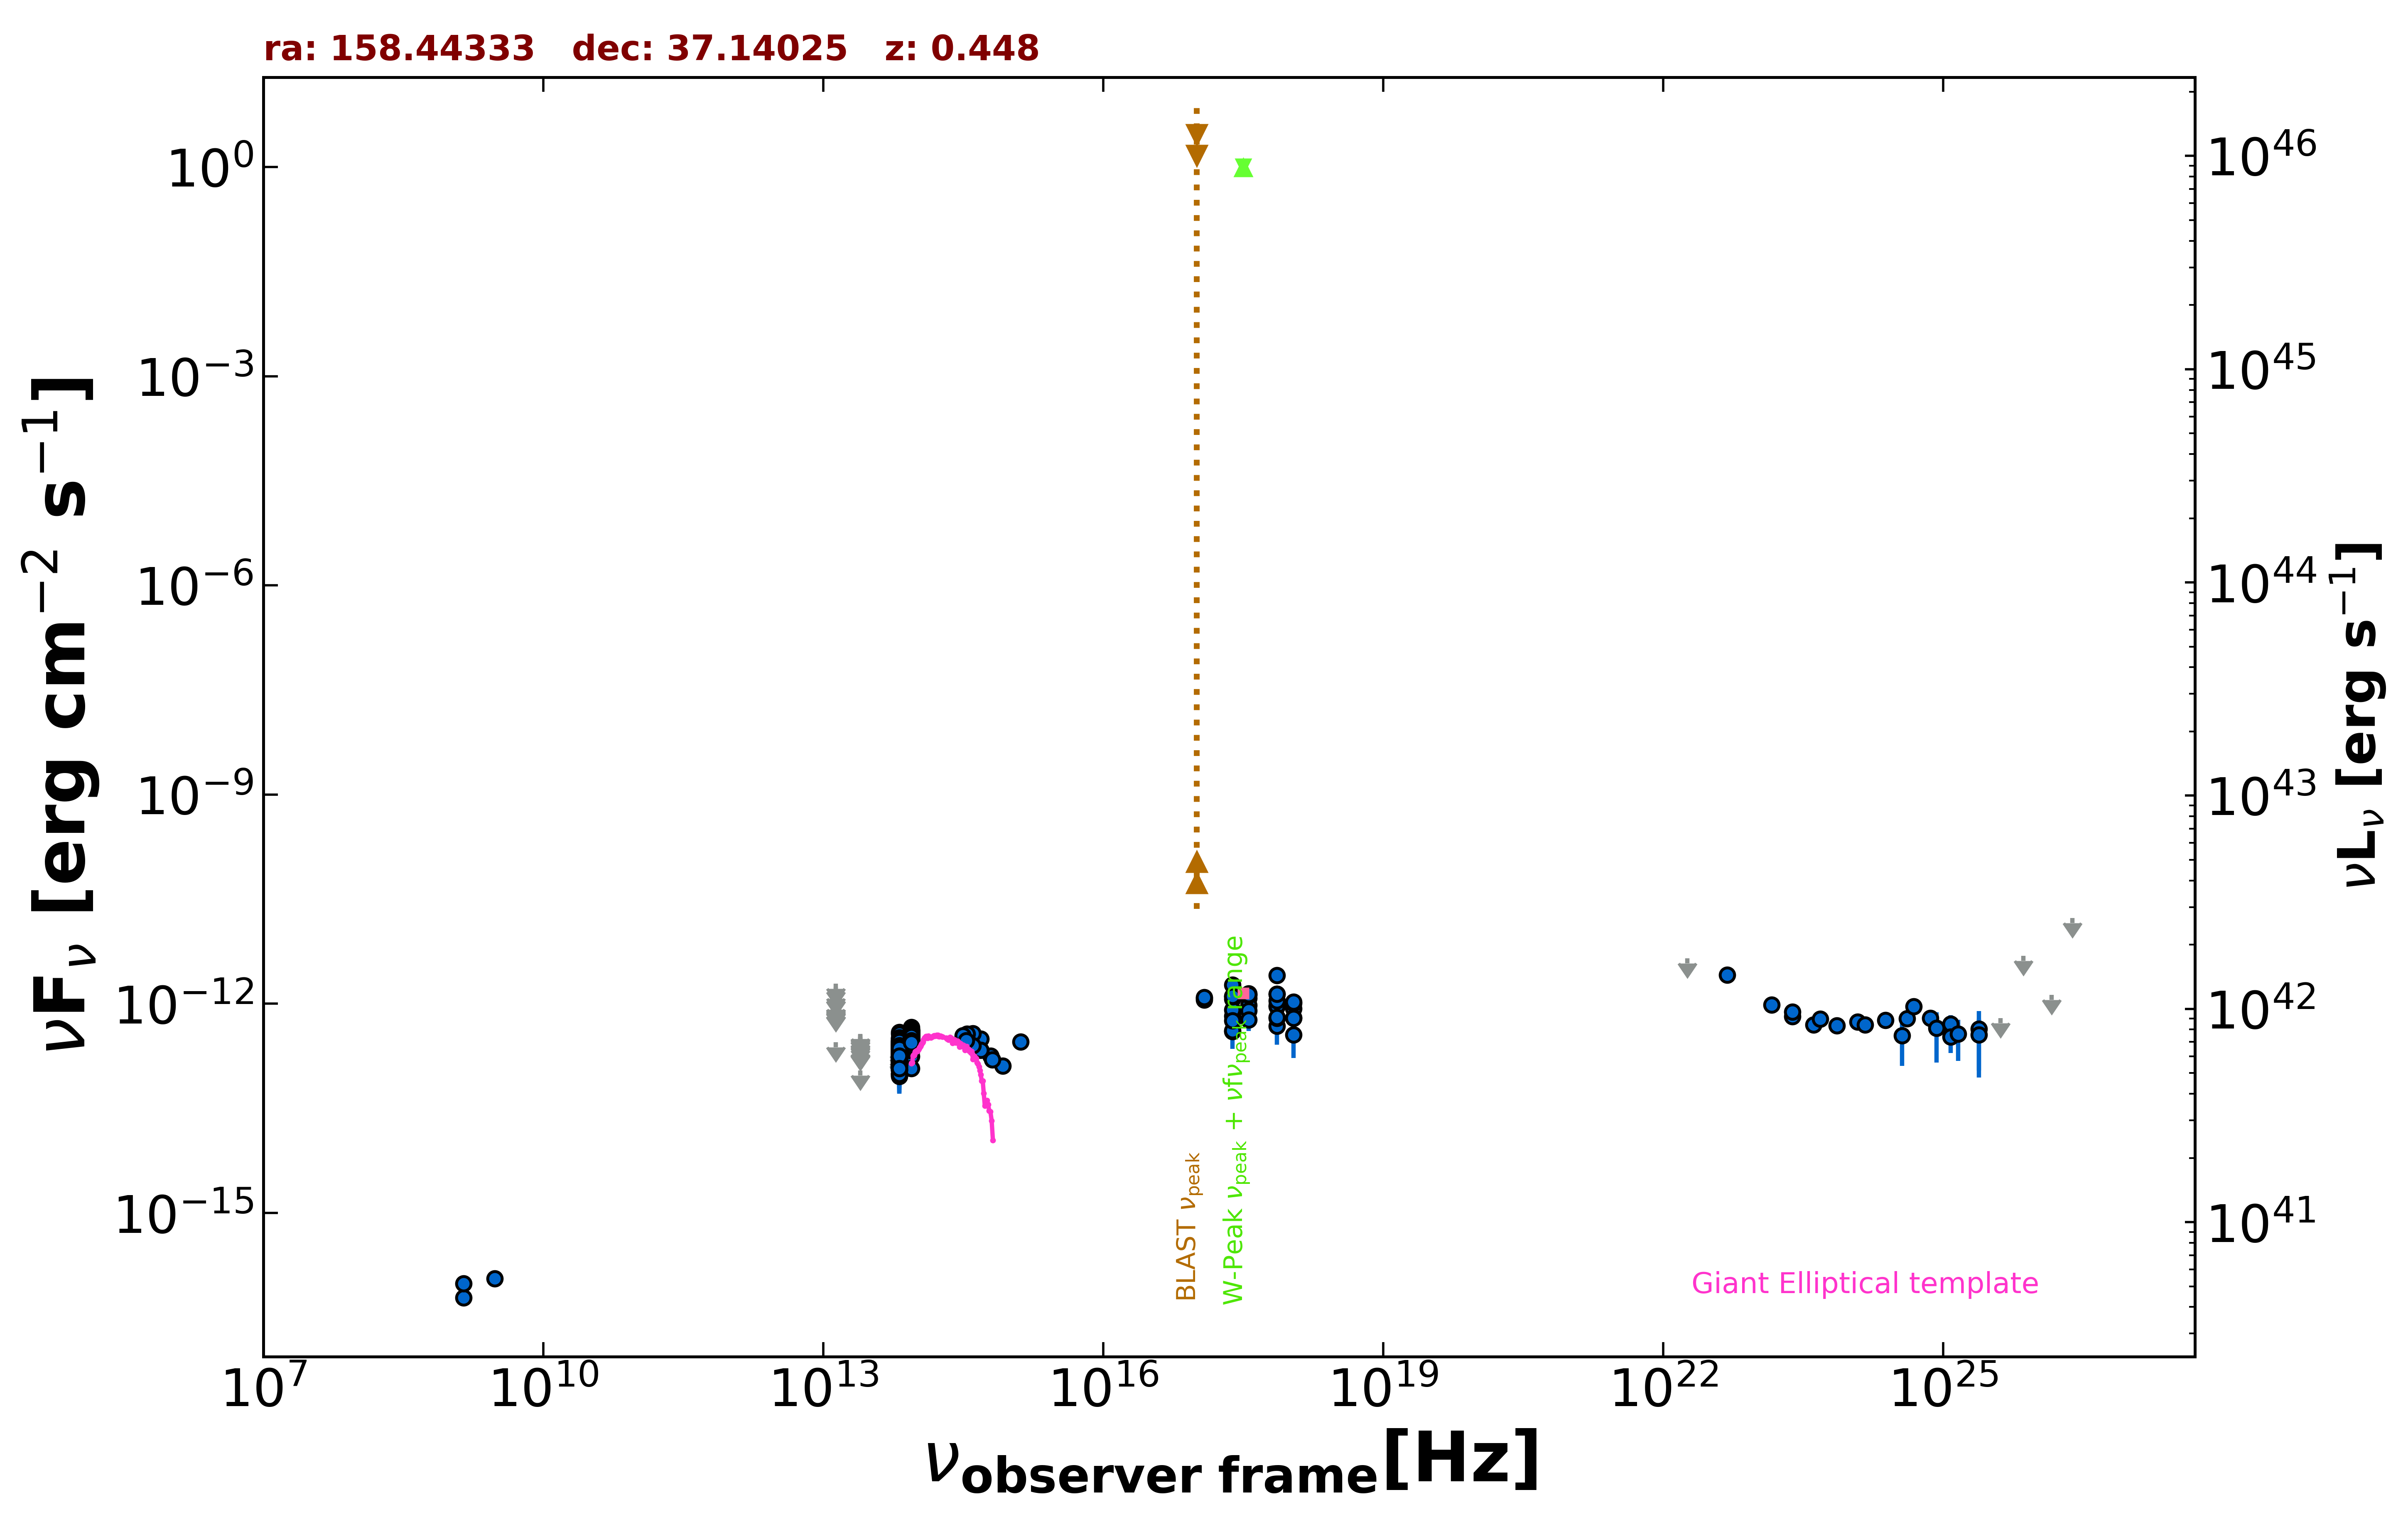 ra: 158.44333   dec: 37.14025   z: 0.448
10^0
10^−3
10^−6
10^−9
10^−12
10^−15
νF_ν [erg cm^−2 s^−1]
10^46
10^45
10^44
10^43
10^42
10^41
νL_ν [erg s^−1]
BLAST ν_peak
W-Peak ν_peak + νfν_peak range
Giant Elliptical template
10^7
10^10
10^13
10^16
10^19
10^22
10^25
ν_observer frame [Hz]